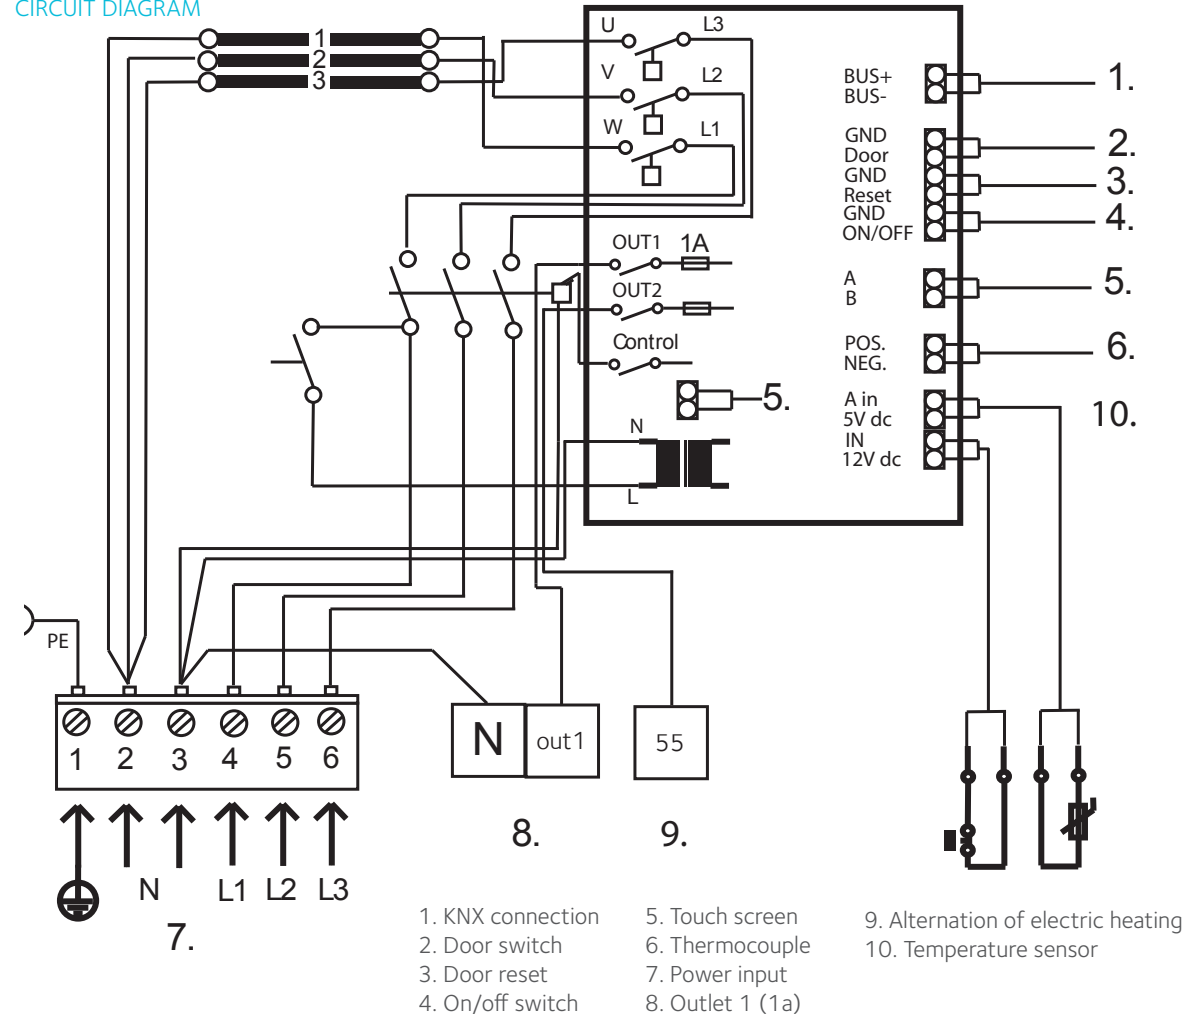 CIRCUIT DIAGRAM
1
2
3
U
L3
V
L2
W
L1
OUT1
1A
OUT2
Control
5.
N
L
BUS+
BUS-
1.
GND
Door
2.
GND
Reset
3.
GND
ON/OFF
4.
A
B
5.
POS.
NEG.
6.
A in
5V dc
10.
IN
12V dc
PE
1 2 3 4 5 6
N L1 L2 L3
7.
N out1
8.
55
9.
1. KNX connection
2. Door switch
3. Door reset
4. On/off switch
5. Touch screen
6. Thermocouple
7. Power input
8. Outlet 1 (1a)
9. Alternation of electric heating
10. Temperature sensor